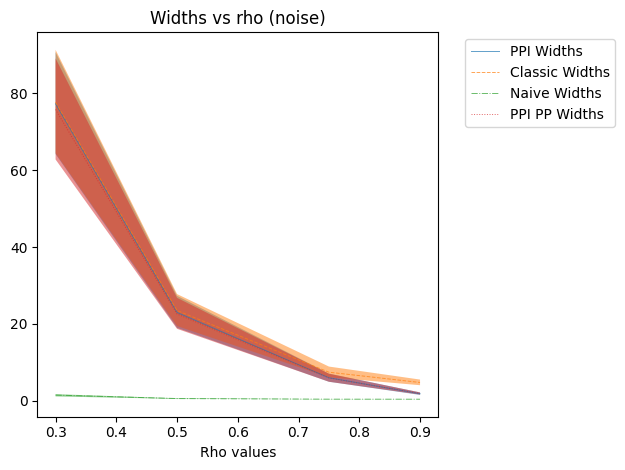 Widths vs rho (noise)
PPI Widths
Classic Widths
Naive Widths
PPI PP Widths
80
60
40
20
0
0.3 0.4 0.5 0.6 0.7 0.8 0.9
Rho values